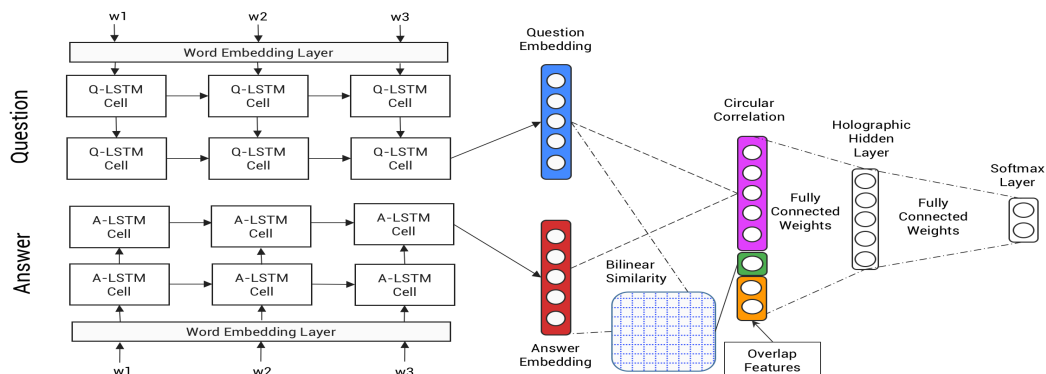 w1
w2
w3
Word Embedding Layer
Question
Q-LSTM
Cell
Q-LSTM
Cell
Q-LSTM
Cell
Q-LSTM
Cell
Q-LSTM
Cell
Q-LSTM
Cell
Answer
A-LSTM
Cell
A-LSTM
Cell
A-LSTM
Cell
A-LSTM
Cell
A-LSTM
Cell
A-LSTM
Cell
Word Embedding Layer
w1
w2
w3
Question
Embedding
Answer
Embedding
Bilinear
Similarity
Circular
Correlation
Fully
Connected
Weights
Overlap
Features
Holographic
Hidden
Layer
Fully
Connected
Weights
Softmax
Layer